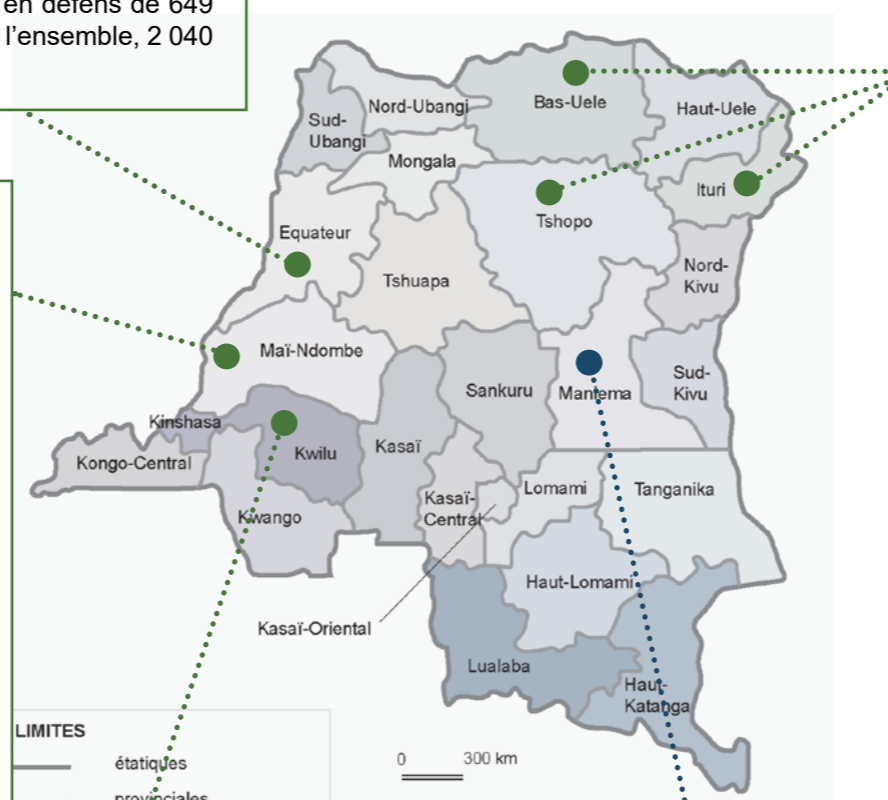 en défens de 649
l'ensemble, 2 040
Nord-Ubangi
Bas-Uele
Haut-Uele
Sud-
Ubangi
Mongala
Ituri
Tshopo
Equateur
Tshuapa
Nord-
Kivu
Maï-Ndombe
Sankuru
Maniema
Sud-
Kivu
Kinshasa
Kongo-Central
Kwilu
Kasaï
Kasaï-
Central
Lomami
Tanganika
Kwango
Haut-Lomami
Kasaï-Oriental
Lualaba
Haut-
Katanga
LIMITES
étatiques
provinciales
0 300 km